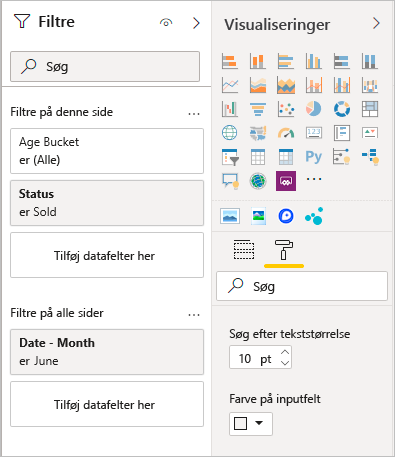 Filtre
Søg
Filtre på denne side
Age Bucket
er (Alle)
Status
er Sold
Tilføj datafelter her
Filtre på alle sider
Date - Month
er June
Tilføj datafelter her
Visualiseringer
123
R
Py
Søg
Søg efter tekststørrelse
10 pt
Farve på inputfelt